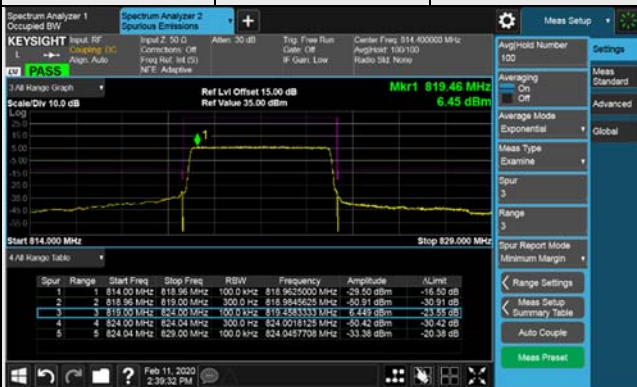 Spectrum Analyzer 1
Occupied BW
Spectrum Analyzer 2
Spurious Emissions
+
Meas Setup
KEYSIGHT
Input: RF
Coupling: DC
Align: Auto
Input Z: 50 Ω
Corrections: Off
Freq Ref: Int (S)
NFE: Adaptive
Atten: 30 dB
Trig: Free Run
Gate: Off
IF Gain: Low
Center Freq: 814.400000 MHz
Avg|Hold: 100/100
Radio Std: None
LXI PASS
3 All Range Graph
Scale/Div 10.0 dB
Ref Lvl Offset 15.00 dB
Ref Value 35.00 dBm
Mkr1 819.46 MHz
6.45 dBm
Log
25.0
15.0
5.00
-5.00
-15.0
-25.0
-35.0
-45.0
-55.0
1
Start 814.000 MHz
Stop 829.000 MHz
4 All Range Table
Spur Range Start Freq Stop Freq RBW Frequency Amplitude ΔLimit
1 1 814.00 MHz 818.96 MHz 100.0 kHz 818.9625000 MHz -29.50 dBm -16.50 dB
2 2 818.96 MHz 819.00 MHz 300.0 Hz 818.9845625 MHz -50.91 dBm -30.91 dB
3 3 819.00 MHz 824.00 MHz 100.0 kHz 819.4583333 MHz 6.449 dBm -23.55 dB
4 4 824.00 MHz 824.04 MHz 300.0 Hz 824.0018125 MHz -50.42 dBm -30.42 dB
5 5 824.04 MHz 829.00 MHz 100.0 kHz 824.0457708 MHz -33.38 dBm -20.38 dB
Avg|Hold Number
100
Averaging
On
Off
Average Mode
Exponential
Meas Type
Examine
Spur
3
Range
3
Spur Report Mode
Minimum Margin
Range Settings
Meas Setup
Summary Table
Auto Couple
Meas Preset
Settings
Meas
Standard
Advanced
Global
?
Feb 11, 2020
2:39:32 PM